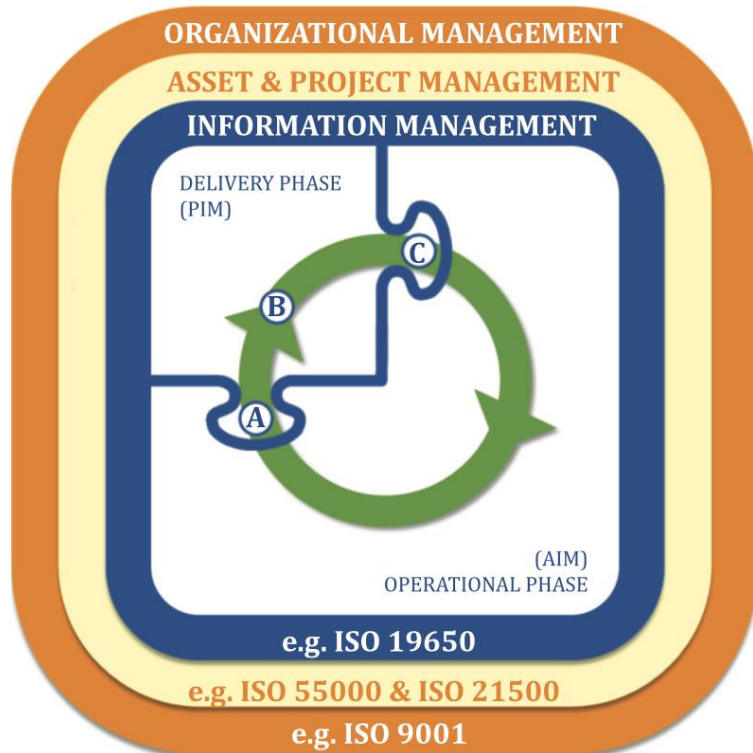 ORGANIZATIONAL MANAGEMENT
ASSET & PROJECT MANAGEMENT
INFORMATION MANAGEMENT
DELIVERY PHASE
(PIM)
C
B
A
(AIM)
OPERATIONAL PHASE
e.g. ISO 19650
e.g. ISO 55000 & ISO 21500
e.g. ISO 9001